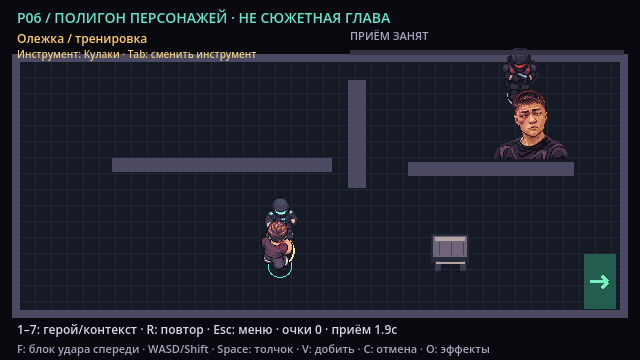 P06 / ПОЛИГОН ПЕРСОНАЖЕЙ · НЕ СЮЖЕТНАЯ ГЛАВА
Олежка / тренировка
ПРИЁМ ЗАНЯТ
Инструмент: Кулаки · Tab: сменить инструмент
1–7: герой/контекст · R: повтор · Esc: меню · очки 0 · приём 1.9с
F: блок удара спереди · WASD/Shift · Space: толчок · V: добить · C: отмена · O: эффекты